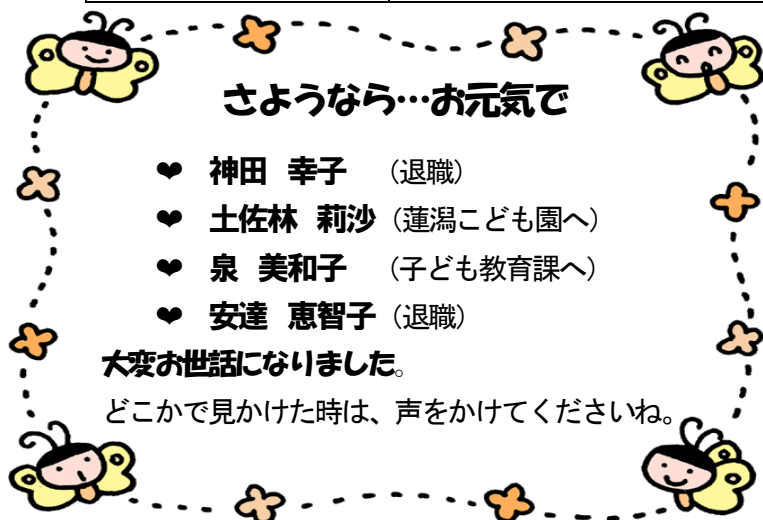 さようなら…お元気で
❤ 神田 幸子 （退職）
❤ 土佐林 莉沙（蓮潟こども園へ）
❤ 泉 美和子 （子ども教育課へ）
❤ 安達 恵智子（退職）
大変お世話になりました。
どこかで見かけた時は、声をかけてくださいね。